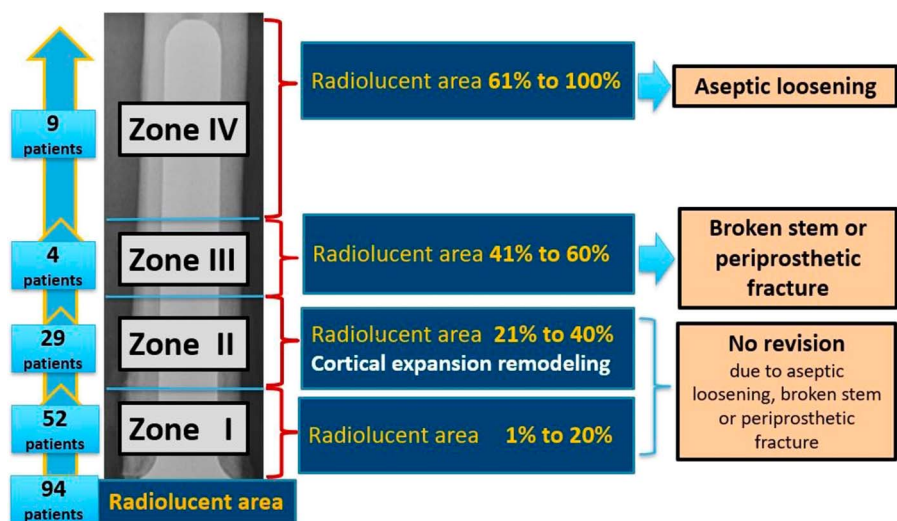 9
patients
Zone IV
Radiolucent area 61% to 100%
Aseptic loosening
4
patients
Zone III
Radiolucent area 41% to 60%
Broken stem or
periprosthetic
fracture
29
patients
Zone II
Radiolucent area 21% to 40%
Cortical expansion remodeling
No revision
due to aseptic
loosening, broken stem
or periprosthetic
fracture
52
patients
Zone I
Radiolucent area 1% to 20%
94
patients
Radiolucent area